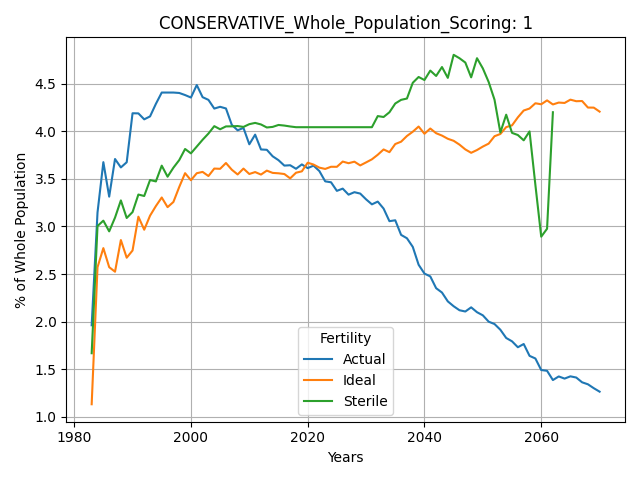 CONSERVATIVE_Whole_Population_Scoring: 1
% of Whole Population
4.5
4.0
3.5
3.0
2.5
2.0
1.5
1.0
Fertility
Actual
Ideal
Sterile
1980 2000 2020 2040 2060
Years